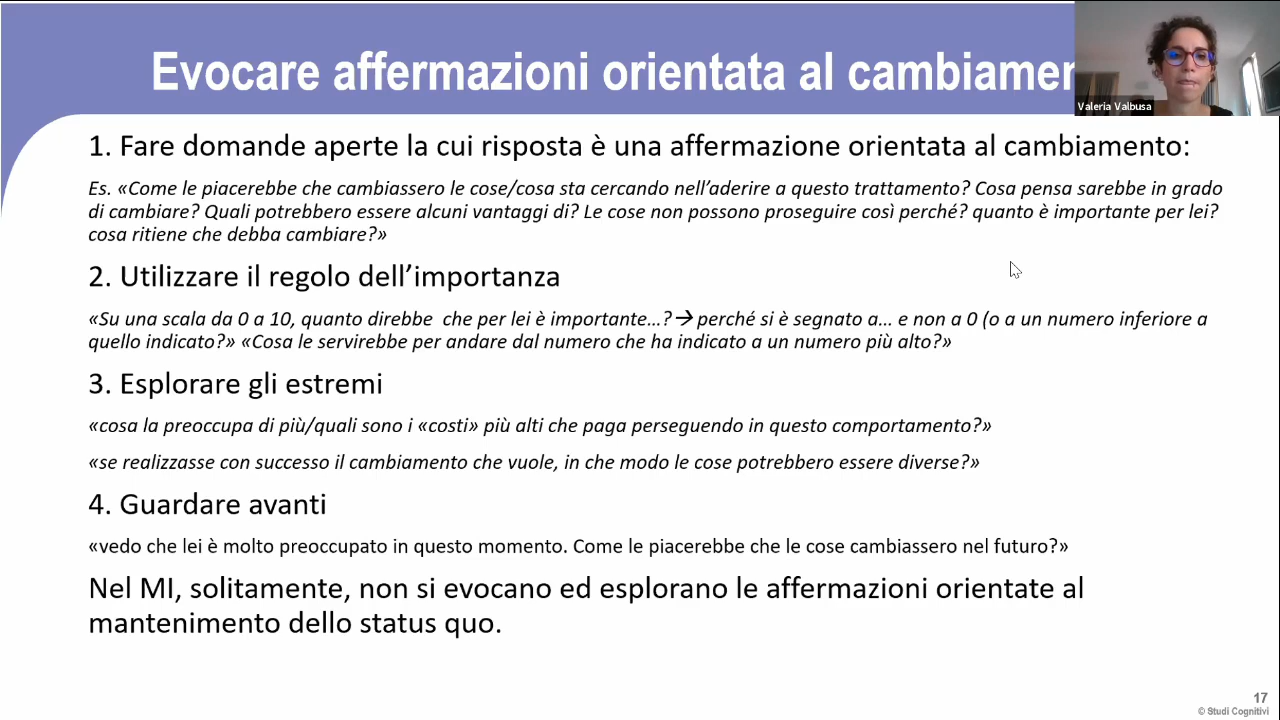 Evocare affermazioni orientata al
Valeria Valbusa
1. Fare domande aperte la cui risposta è una affermazione orientata al cambiamento:
Es. «Come le piacerebbe che cambiassero le cose/cosa sta cercando nell’aderire a questo trattamento? Cosa pensa sarebbe in grado
di cambiare? Quali potrebbero essere alcuni vantaggi di? Le cose non possono proseguire così perché? quanto è importante per lei?
cosa ritiene che debba cambiare?»
2. Utilizzare il regolo dell’importanza
«Su una scala da 0 a 10, quanto direbbe che per lei è importante…?→ perché si è segnato a… e non a 0 (o a un numero inferiore a
quello indicato?» «Cosa le servirebbe per andare dal numero che ha indicato a un numero più alto?»
3. Esplorare gli estremi
«cosa la preoccupa di più/quali sono i «costi» più alti che paga perseguendo in questo comportamento?»
«se realizzasse con successo il cambiamento che vuole, in che modo le cose potrebbero essere diverse?»
4. Guardare avanti
«vedo che lei è molto preoccupato in questo momento. Come le piacerebbe che le cose cambiassero nel futuro?»
Nel MI, solitamente, non si evocano ed esplorano le affermazioni orientate al
mantenimento dello status quo.
17
© Studi Cognitivi